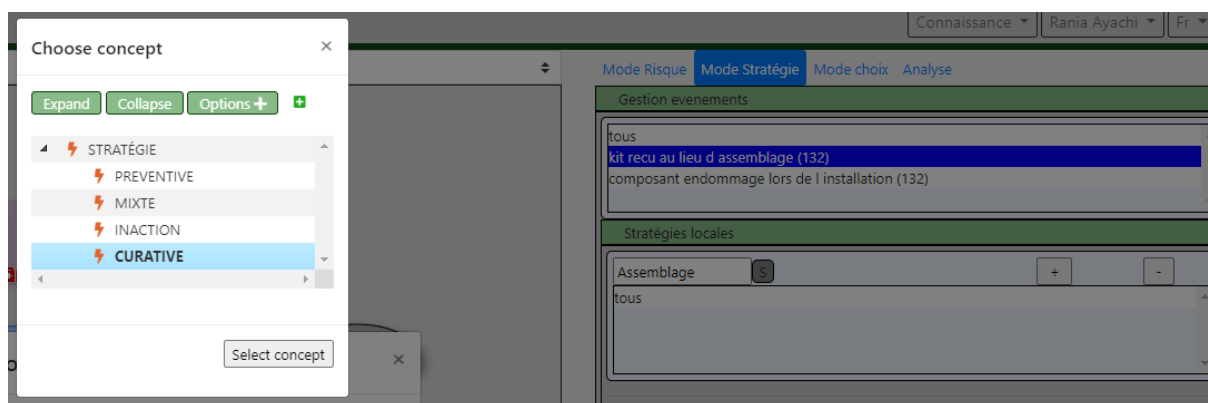 Choose concept
×
Expand
Collapse
Options
STRATÉGIE
PREVENTIVE
MIXTE
INACTION
CURATIVE
Select concept
×
Connaissance
Rania Ayachi
Fr
Mode Risque
Mode Stratégie
Mode choix
Analyse
Gestion evenements
tous
kit recu au lieu d assemblage (132)
composant endommage lors de l installation (132)
Stratégies locales
Assemblage
S
+
-
tous